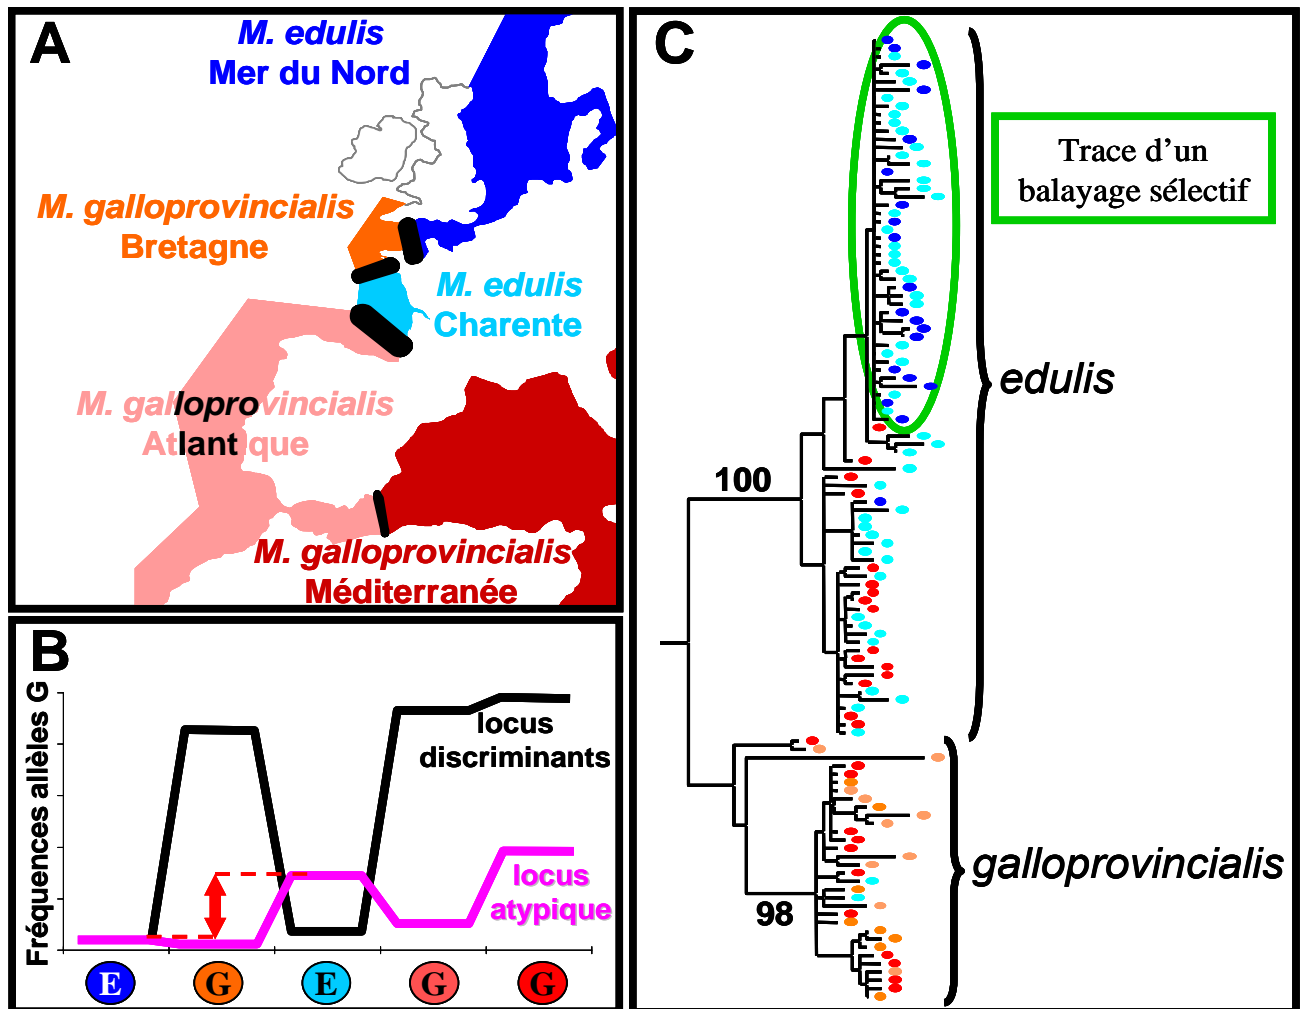 A
M. edulis
Mer du Nord
M. galloprovincialis
Bretagne
M. edulis
Charente
M. galloprovincialis
Atlantique
M. galloprovincialis
Méditerranée
B
Fréquences allèles G
locus
discriminants
locus
atypique
E
G
E
G
G
C
Trace d’un
balayage sélectif
edulis
100
galloprovincialis
98